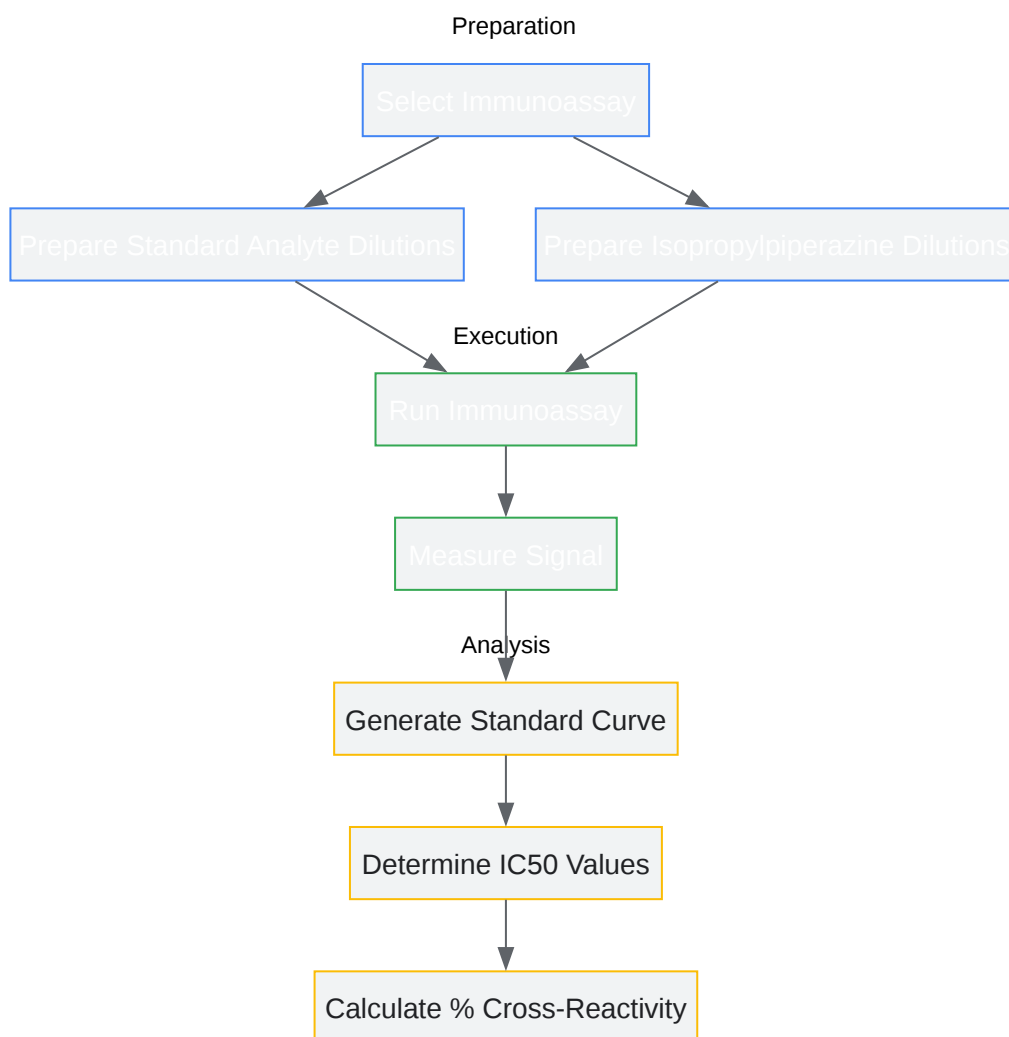 Preparation
Select Immunoassay
Prepare Standard Analyte Dilutions
Prepare Isopropylpiperazine Dilutions
Execution
Run Immunoassay
Measure Signal
Analysis
Generate Standard Curve
Determine IC50 Values
Calculate % Cross-Reactivity